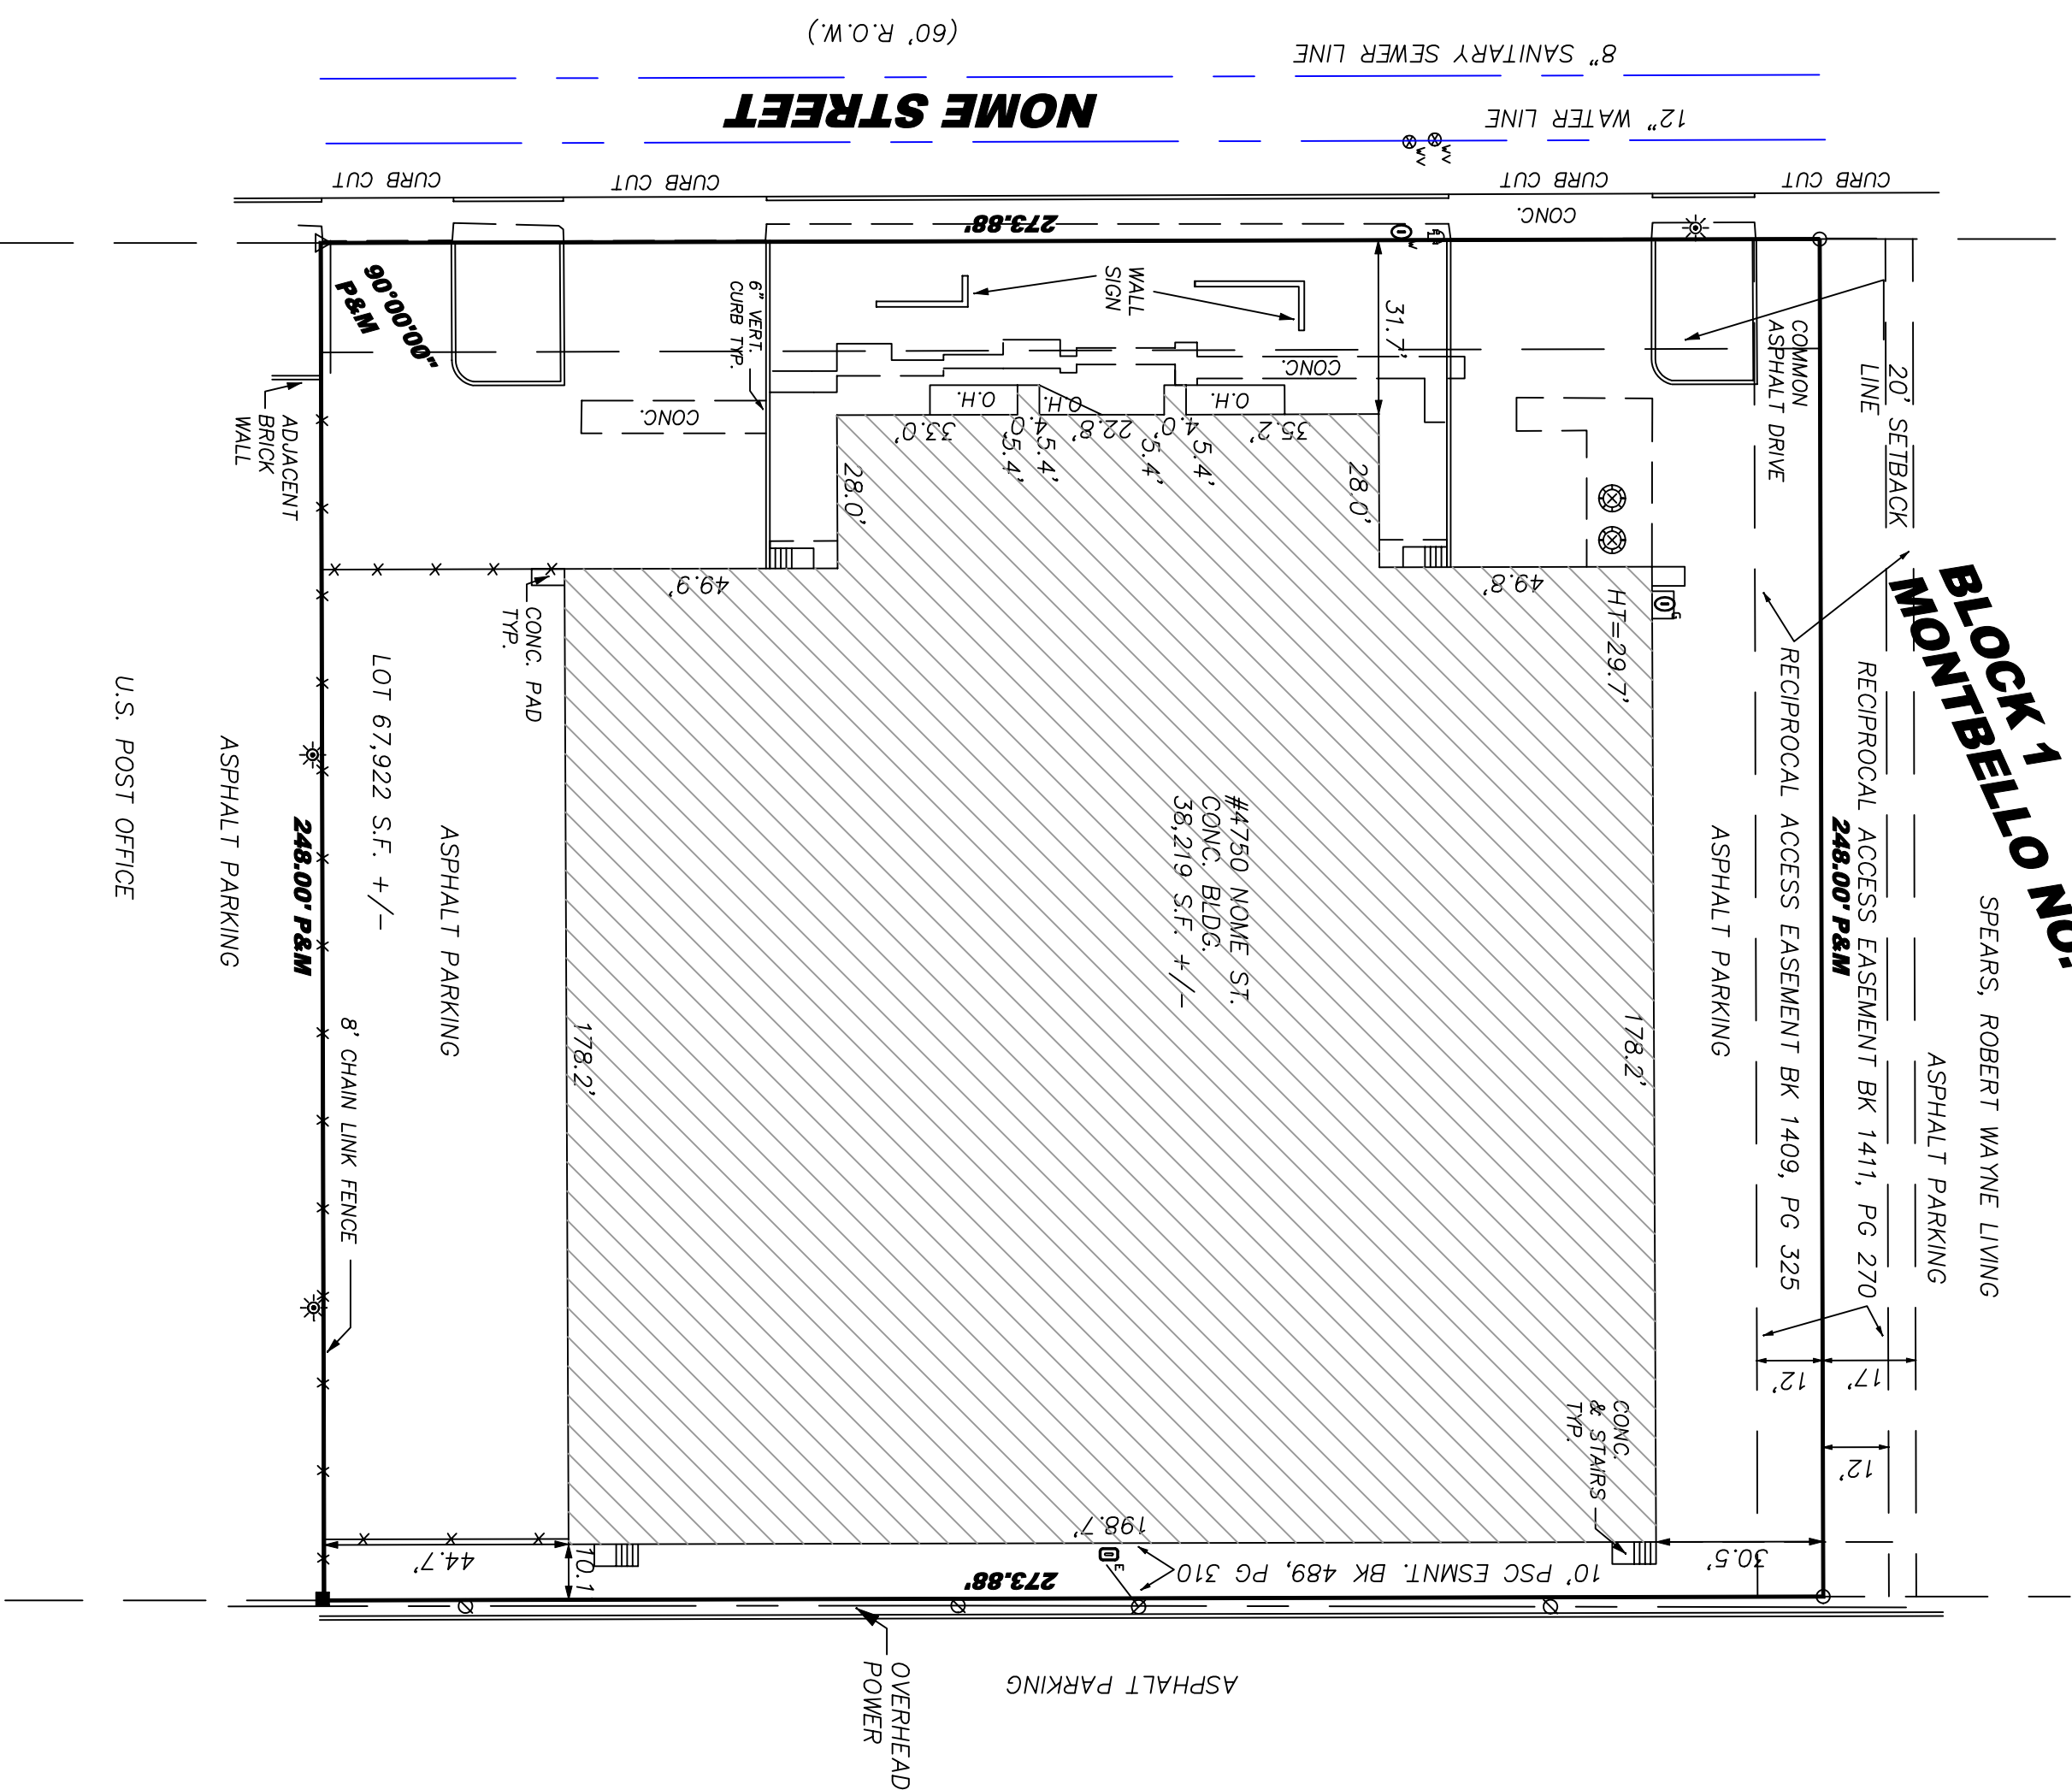 (60' R.O.W.)
8" SANITARY SEWER LINE
NOME STREET
12" WATER LINE
W
V
W
V
CURB CUT
CURB CUT
CURB CUT
CURB CUT
CONC.
273.88'
W
90°00'00"
P&M
6" VERT.
CURB TYP.
WALL
SIGN
31.7'
COMMON
ASPHALT DRIVE
20' SETBACK
LINE
ADJACENT
BRICK
WALL
CONC.
CONC.
O.H.
O.H.
O.H.
33.0'
4.0'
22.8'
4.0'
35.2'
5.4'
5.4'
5.4'
5.4'
28.0'
28.0'
49.9'
49.8'
HT=29.7'
G
CONC. PAD
TYP.
BLOCK 1
MONTBELLO NO.
U.S. POST OFFICE
ASPHALT PARKING
248.00' P&M
LOT 67,922 S.F. +/-
ASPHALT PARKING
8' CHAIN LINK FENCE
178.2'
#4750 NOME ST.
CONC. BLDG.
38,219 S.F. +/-
178.2'
ASPHALT PARKING
RECIPROCAL ACCESS EASEMENT BK 1409, PG 325
248.00' P&M
RECIPROCAL ACCESS EASEMENT BK 1411, PG 270
ASPHALT PARKING
SPEARS, ROBERT WAYNE LIVING
12'
17'
12'
CONC.
& STAIRS
TYP.
198.7'
44.7'
10.1
E
10' PSC ESMNT. BK 489, PG 310
30.5'
273.88'
OVERHEAD
POWER
ASPHALT PARKING